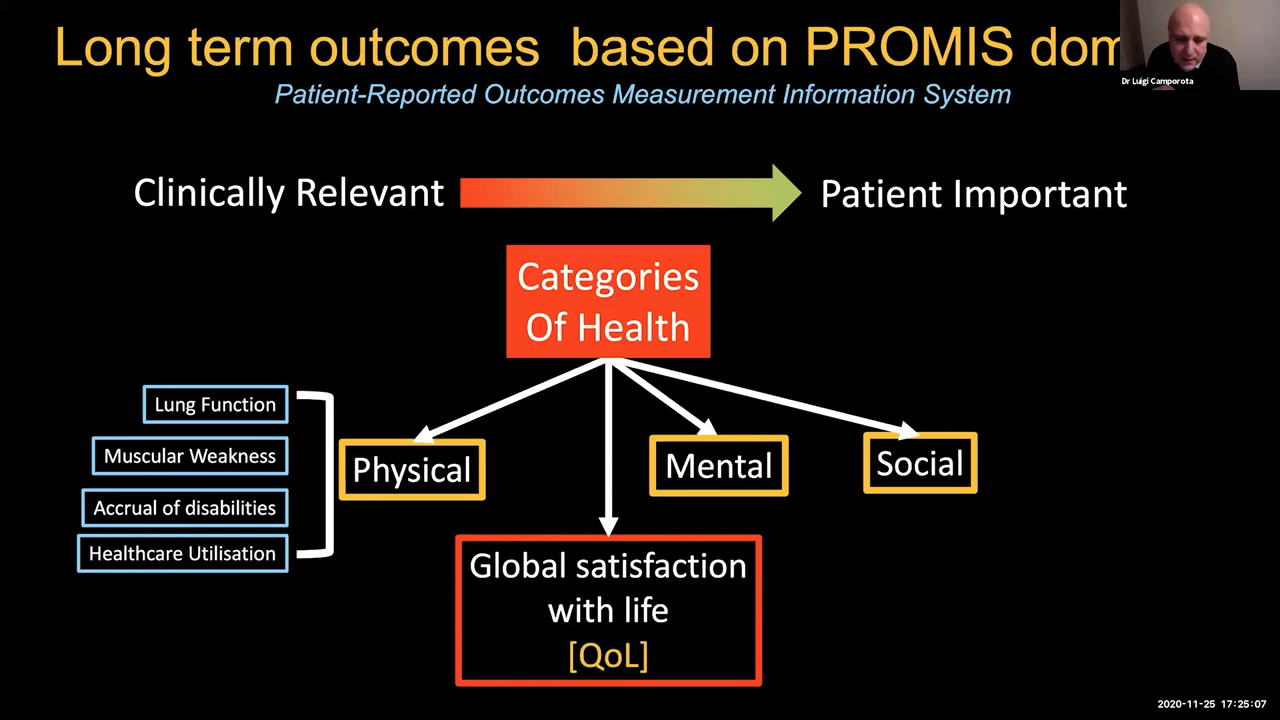 Long term outcomes based on PROMIS dom
Dr Luigi Camporota
Patient-Reported Outcomes Measurement Information System
Clinically Relevant
Patient Important
Categories
Of Health
Lung Function
Muscular Weakness
Accrual of disabilities
Healthcare Utilisation
Physical
Mental
Social
Global satisfaction
with life
[QoL]
2020-11-25 17:25:07